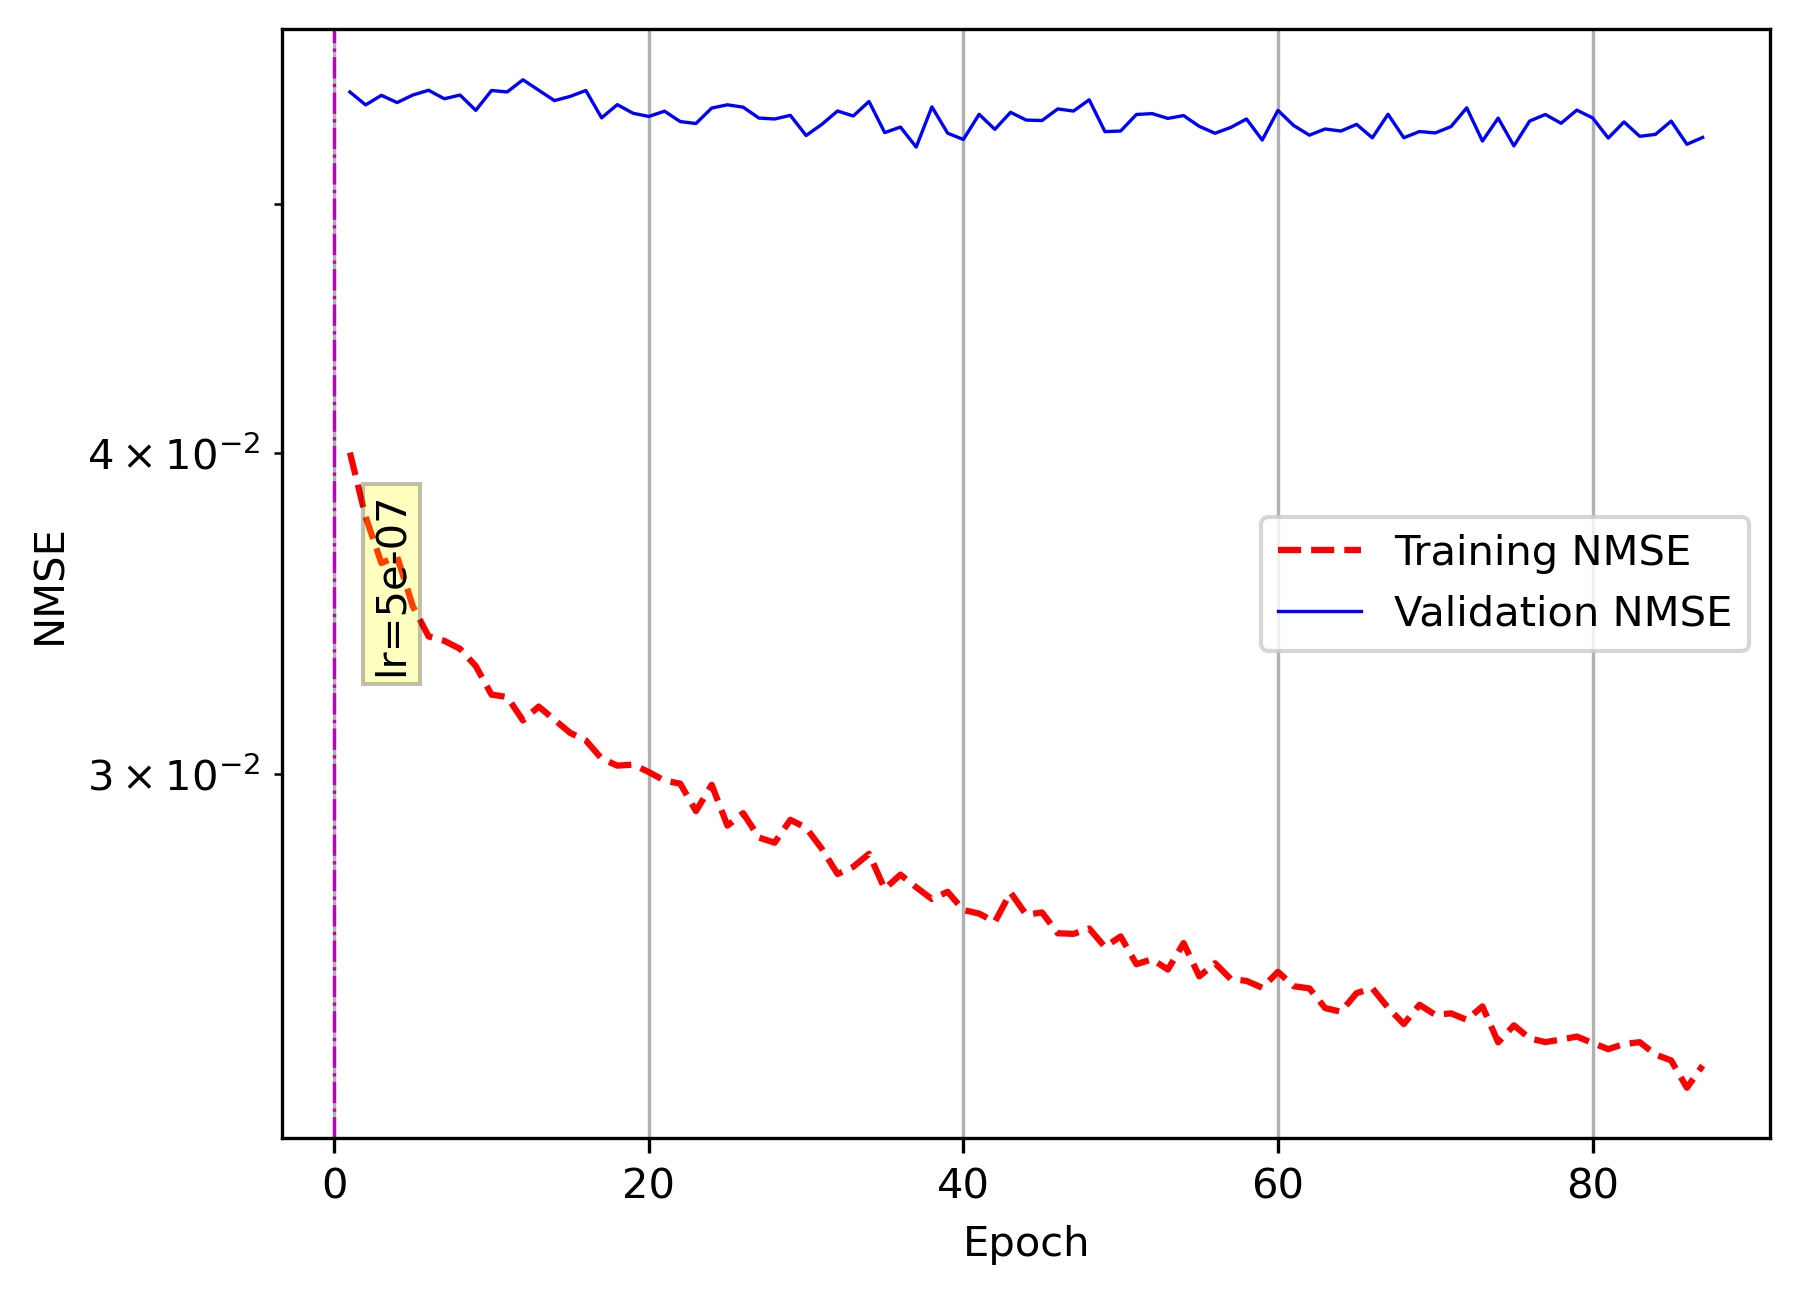 NMSE
4 × 10⁻²
3 × 10⁻²
lr=5e-07
Training NMSE
Validation NMSE
0 20 40 60 80
Epoch